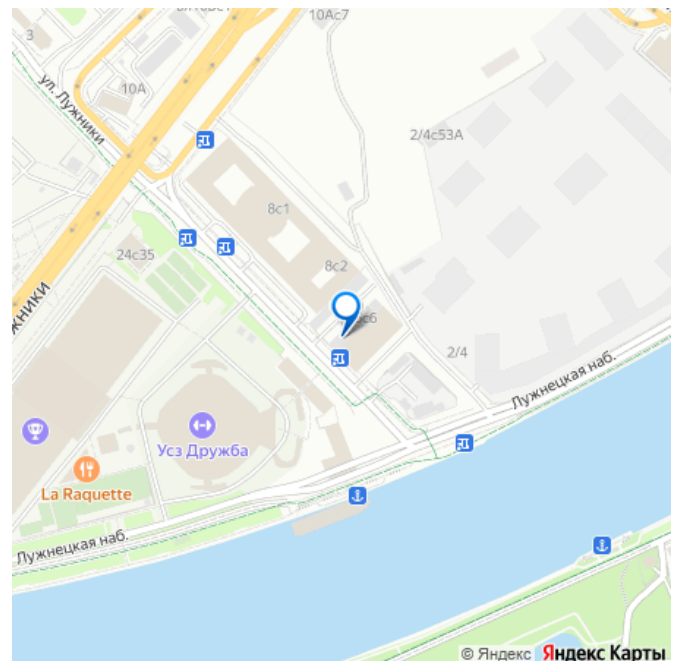 10Ас7
3
10А
ул. Лужники
2/4с53А
8с1
24с35
8с2
2/4
Лужнецкая наб.
Усз Дружба
La Raquette
Лужнецкая наб.
© Яндекс Яндекс Карты